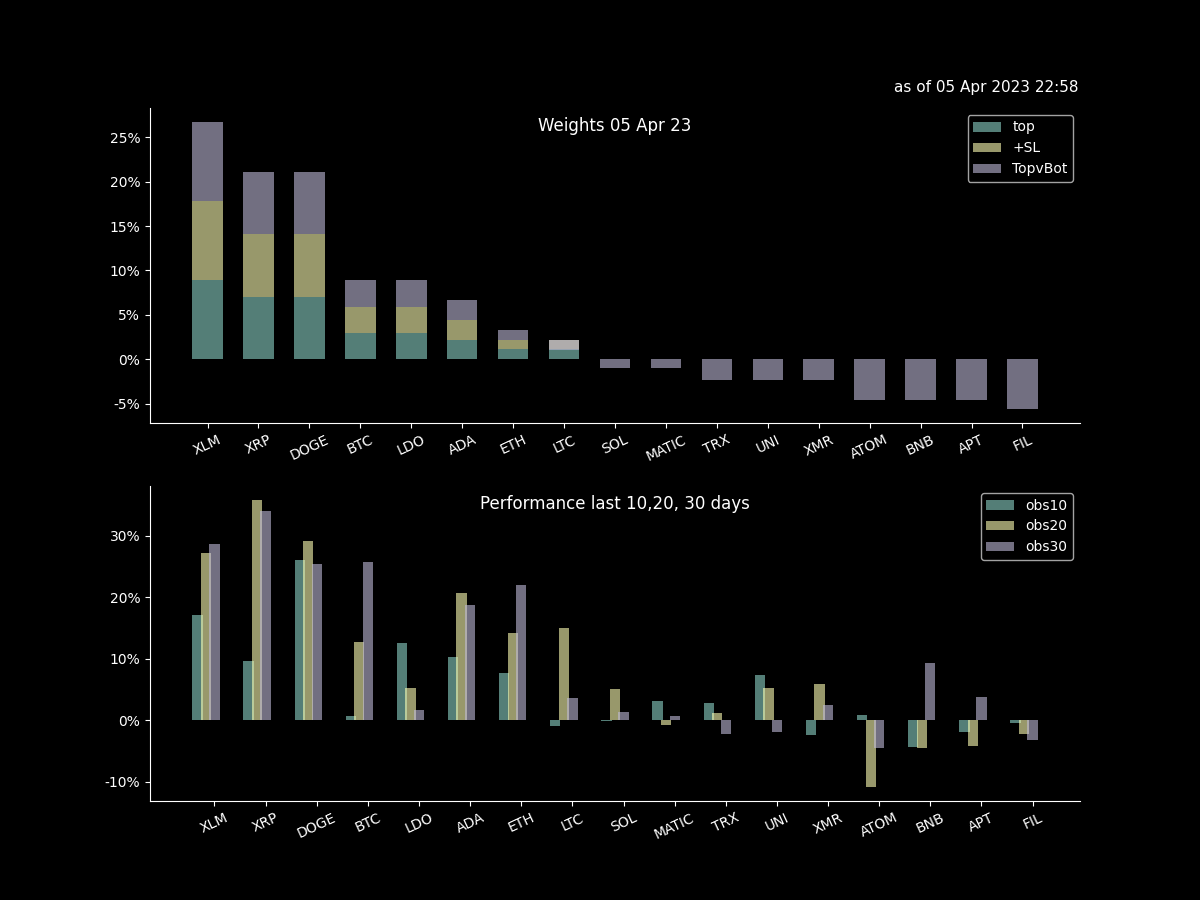 as of 05 Apr 2023 22:58
Weights 05 Apr 23
top
+SL
TopvBot
25%
20%
15%
10%
5%
0%
-5%
XLM XRP DOGE BTC LDO ADA ETH LTC SOL MATIC TRX UNI XMR ATOM BNB APT FIL
Performance last 10,20, 30 days
obs10
obs20
obs30
30%
20%
10%
0%
-10%
XLM XRP DOGE BTC LDO ADA ETH LTC SOL MATIC TRX UNI XMR ATOM BNB APT FIL